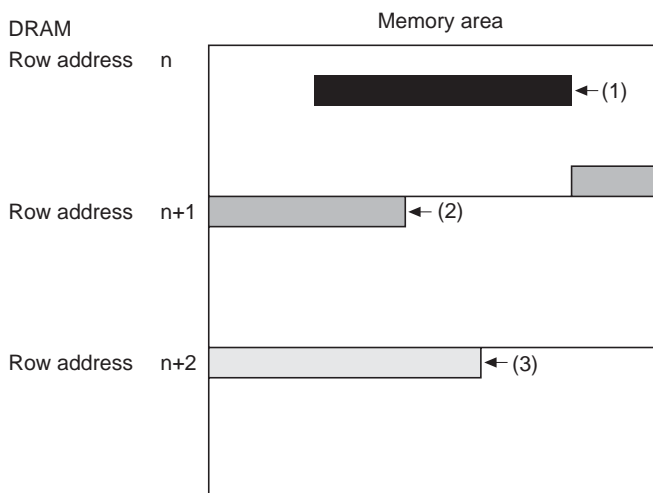 Memory area
DRAM
Row address n
(1)
Row address n+1
(2)
Row address n+2
(3)